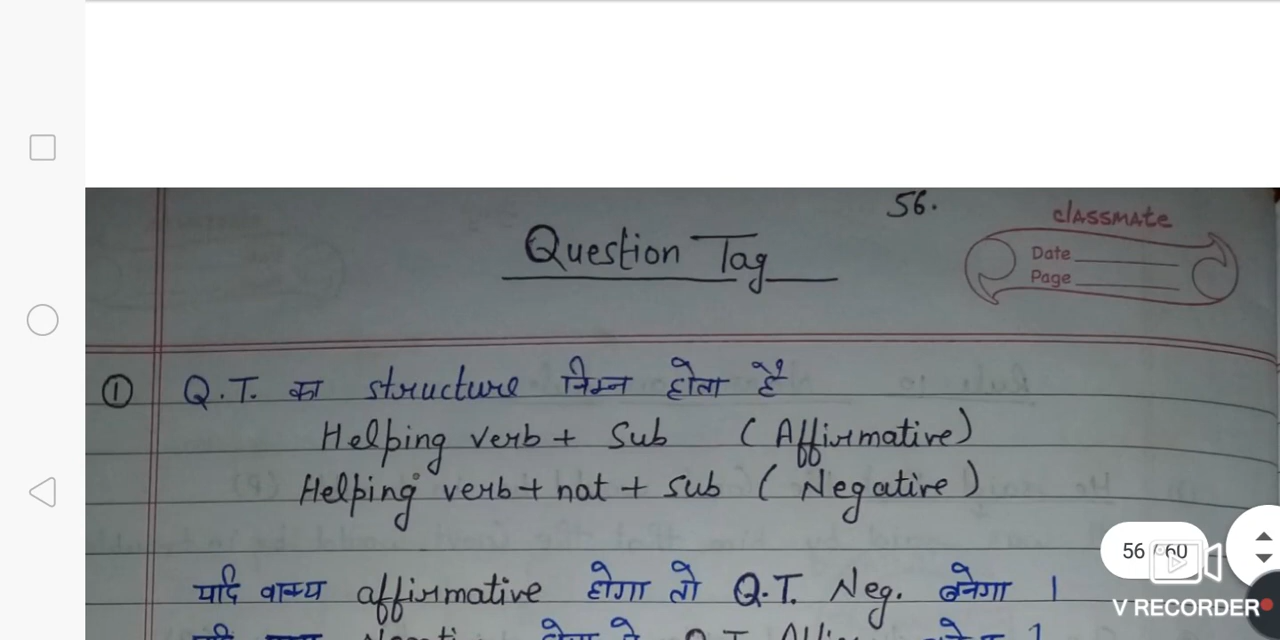 56.
classmate
Question Tag
Date
Page
① Q.T. का structure निम्न होता है
Helping verb + Sub (Affirmative)
Helping verb + not + sub (Negative)
56 60
यदि वाक्य affirmative होगा तो Q.T. Neg. बनेगा ।
V RECORDER